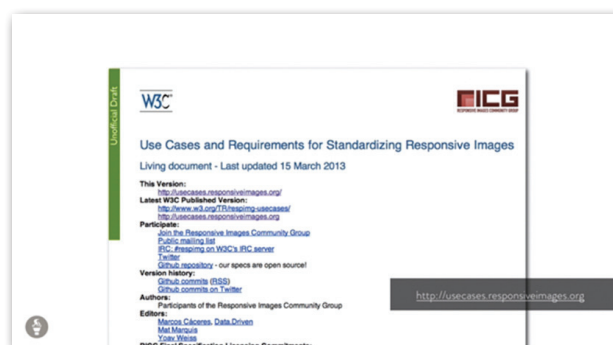 Unofficial Draft
W3C
RICG
RESPONSIVE IMAGES COMMUNITY GROUP
Use Cases and Requirements for Standardizing Responsive Images
Living document - Last updated 15 March 2013
This Version:
http://usecases.responsiveimages.org/
Latest W3C Published Version:
http://www.w3.org/TR/respimg-usecases/
http://usecases.responsiveimages.org
Participate:
Join the Responsive Images Community Group
Public mailing list
IRC: #respimg on W3C's IRC server
Twitter
Github repository - our specs are open source!
Version history:
Github commits (RSS)
Github commits on Twitter
Authors:
Participants of the Responsive Images Community Group
Editors:
Marcos Cáceres, Data.Driven
Mat Marquis
Yoav Weiss
RICG Final Specification Licensing Commitments:
http://usecases.responsiveimages.org